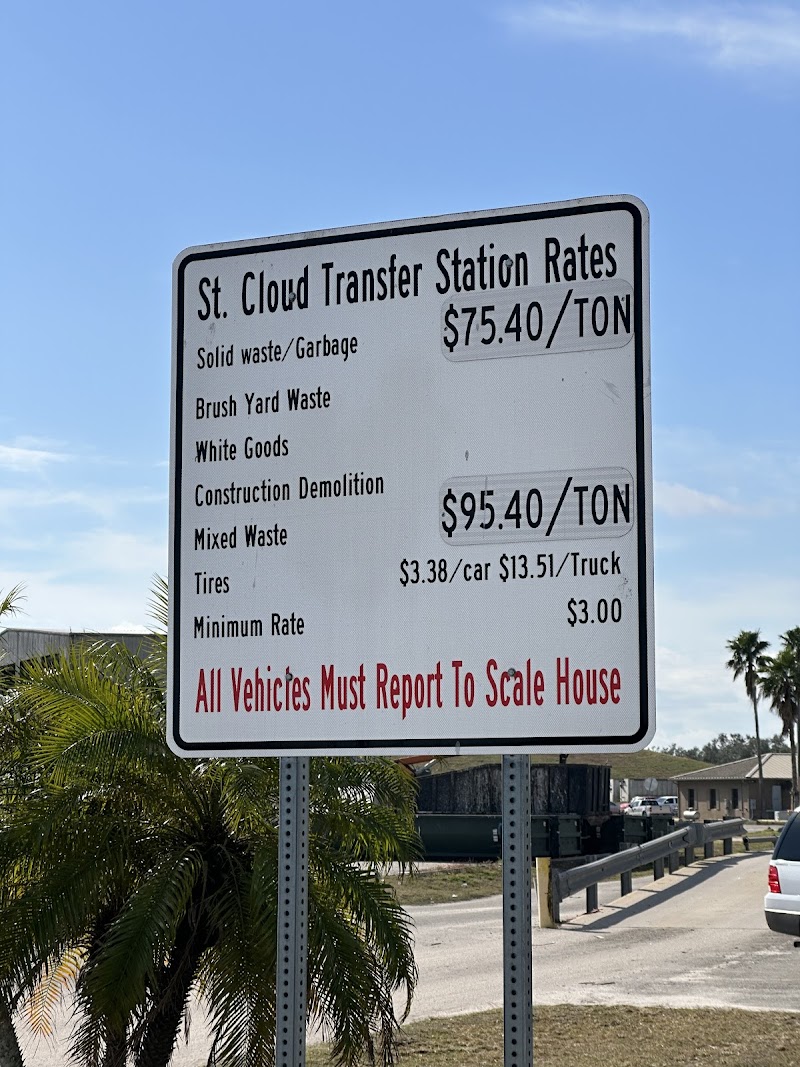 St. Cloud Transfer Station Rates
Solid waste/Garbage $75.40/TON
Brush Yard Waste
White Goods
Construction Demolition $95.40/TON
Mixed Waste
Tires $3.38/car $13.51/Truck
Minimum Rate $3.00
All Vehicles Must Report To Scale House